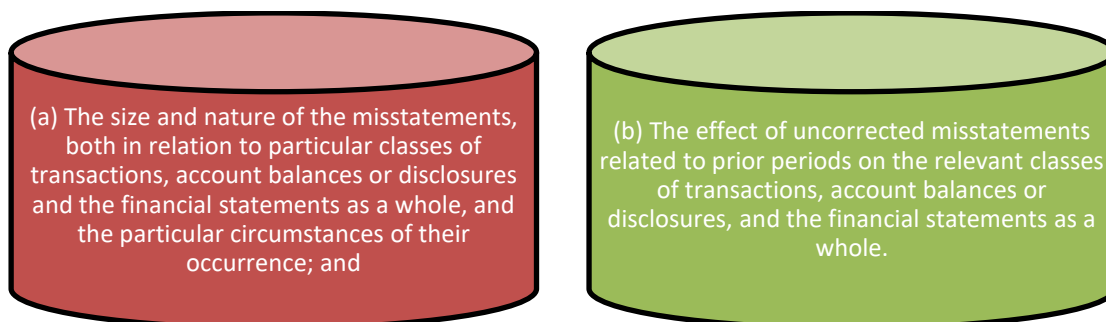 (a) The size and nature of the misstatements,
both in relation to particular classes of
transactions, account balances or disclosures
and the financial statements as a whole, and
the particular circumstances of their
occurrence; and
(b) The effect of uncorrected misstatements
related to prior periods on the relevant classes
of transactions, account balances or
disclosures, and the financial statements as a
whole.